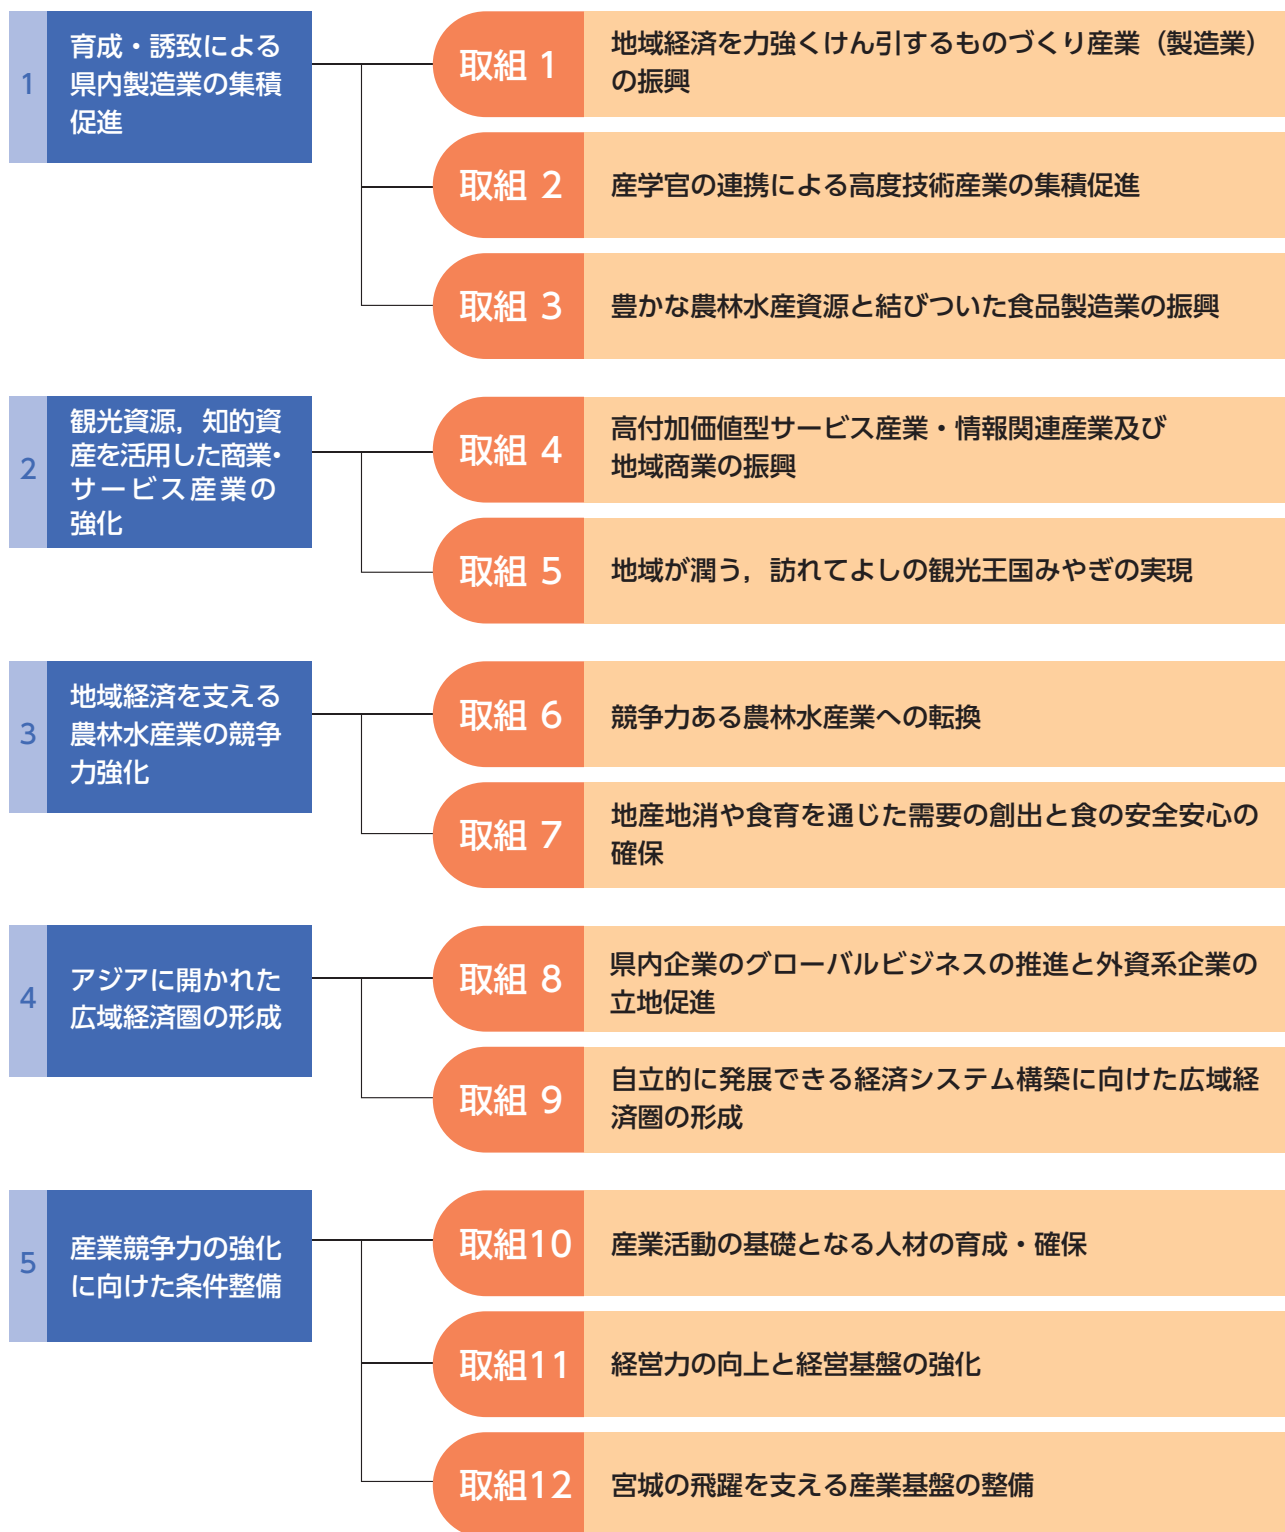 1
育成・誘致による
県内製造業の集積
促進
取組 1
地域経済を力強くけん引するものづくり産業（製造業）
の振興
取組 2
産学官の連携による高度技術産業の集積促進
取組 3
豊かな農林水産資源と結びついた食品製造業の振興
2
観光資源，知的資
産を活用した商業・
サービス産業の
強化
取組 4
高付加価値型サービス産業・情報関連産業及び
地域商業の振興
取組 5
地域が潤う，訪れてよしの観光王国みやぎの実現
3
地域経済を支える
農林水産業の競争
力強化
取組 6
競争力ある農林水産業への転換
取組 7
地産地消や食育を通じた需要の創出と食の安全安心の
確保
4
アジアに開かれた
広域経済圏の形成
取組 8
県内企業のグローバルビジネスの推進と外資系企業の
立地促進
取組 9
自立的に発展できる経済システム構築に向けた広域経
済圏の形成
5
産業競争力の強化
に向けた条件整備
取組10
産業活動の基礎となる人材の育成・確保
取組11
経営力の向上と経営基盤の強化
取組12
宮城の飛躍を支える産業基盤の整備